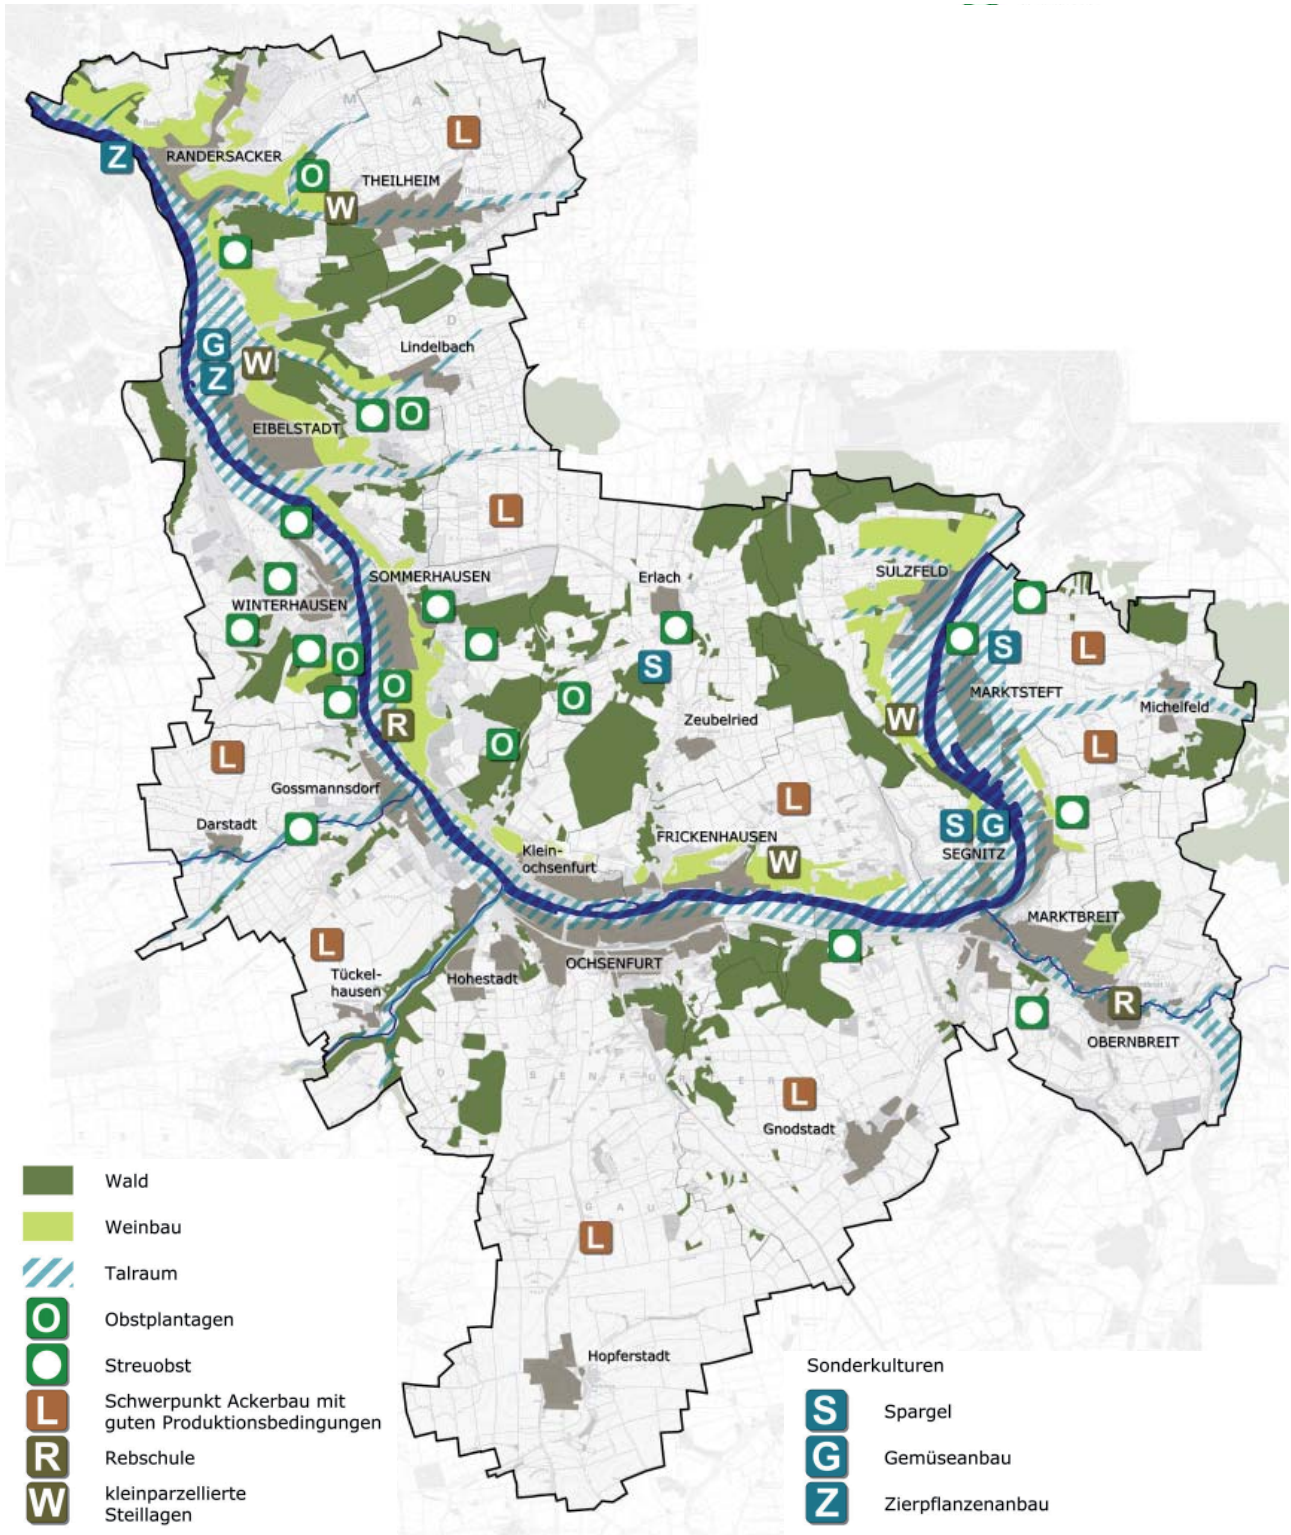 M A I N
L
Z
RANDERSACKER
O
THEILHEIM
Theilheim
W
D
G
W
Lindelbach
Z
O
EIBELSTADT
L
SULZFELD
SOMMERHAUSEN
Erlach
WINTERHAUSEN
S
L
O
S
MARKTSTEFT
O
O
Michelfeld
R
Zeubelried
W
L
O
L
Gossmannsdorf
L
Darstadt
FRICKENHAUSEN
S
G
SEGNITZ
Klein-
ochsenfurt
W
MARKTBREIT
L
OCHSENFURT
Tückel-
hausen
Hohestadt
R
OBERNBREIT
L
Gnodstadt
G A U
L
Hopferstadt
Wald
Weinbau
Talraum
O Obstplantagen
Streuobst
L Schwerpunkt Ackerbau mit
guten Produktionsbedingungen
R Rebschule
W kleinparzellierte
Steillagen
Sonderkulturen
S Spargel
G Gemüseanbau
Z Zierpflanzenanbau